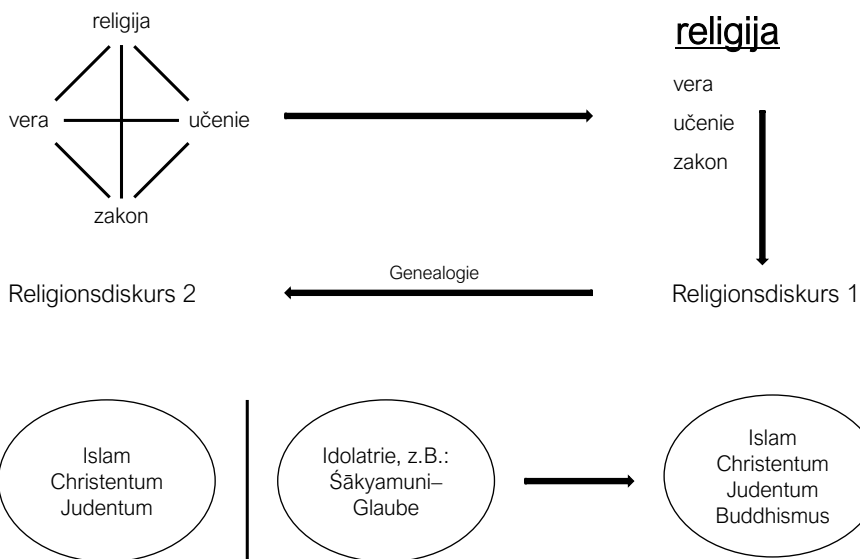 religija
vera
učenie
zakon
religija
vera
učenie
zakon
Religionsdiskurs 2
Genealogie
Religionsdiskurs 1
Islam
Christentum
Judentum
Idolatrie, z.B.:
Śākyamuni–
Glaube
Islam
Christentum
Judentum
Buddhismus